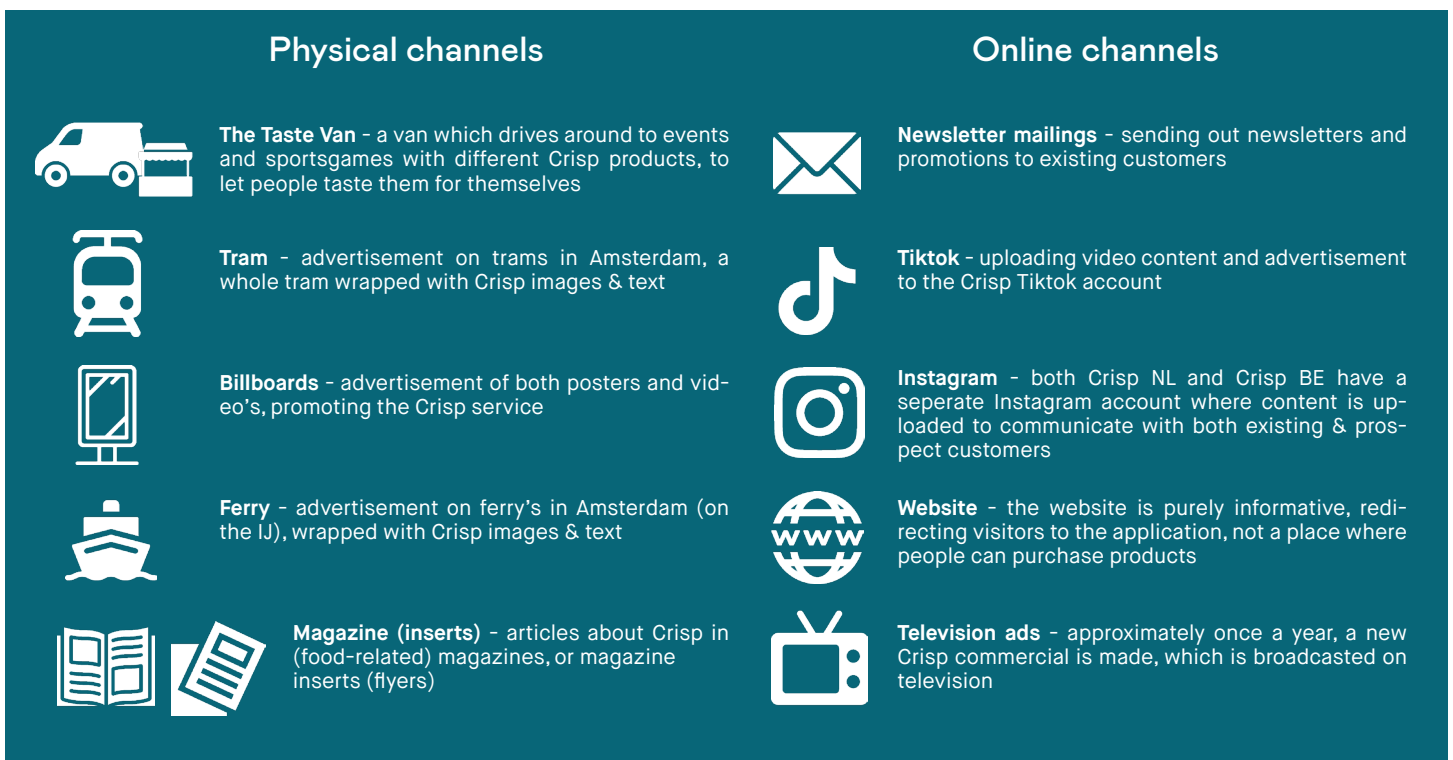 Physical channels
The Taste Van - a van which drives around to events
and sportsgames with different Crisp products, to
let people taste them for themselves
Tram - advertisement on trams in Amsterdam, a
whole tram wrapped with Crisp images & text
Billboards - advertisement of both posters and vid-
eo's, promoting the Crisp service
Ferry - advertisement on ferry's in Amsterdam (on
the IJ), wrapped with Crisp images & text
Magazine (inserts) - articles about Crisp in
(food-related) magazines, or magazine
inserts (flyers)
Online channels
Newsletter mailings - sending out newsletters and
promotions to existing customers
Tiktok - uploading video content and advertisement
to the Crisp Tiktok account
Instagram - both Crisp NL and Crisp BE have a
seperate Instagram account where content is up-
loaded to communicate with both existing & pros-
pect customers
www
Website - the website is purely informative, redi-
recting visitors to the application, not a place where
people can purchase products
Television ads - approximately once a year, a new
Crisp commercial is made, which is broadcasted on
television